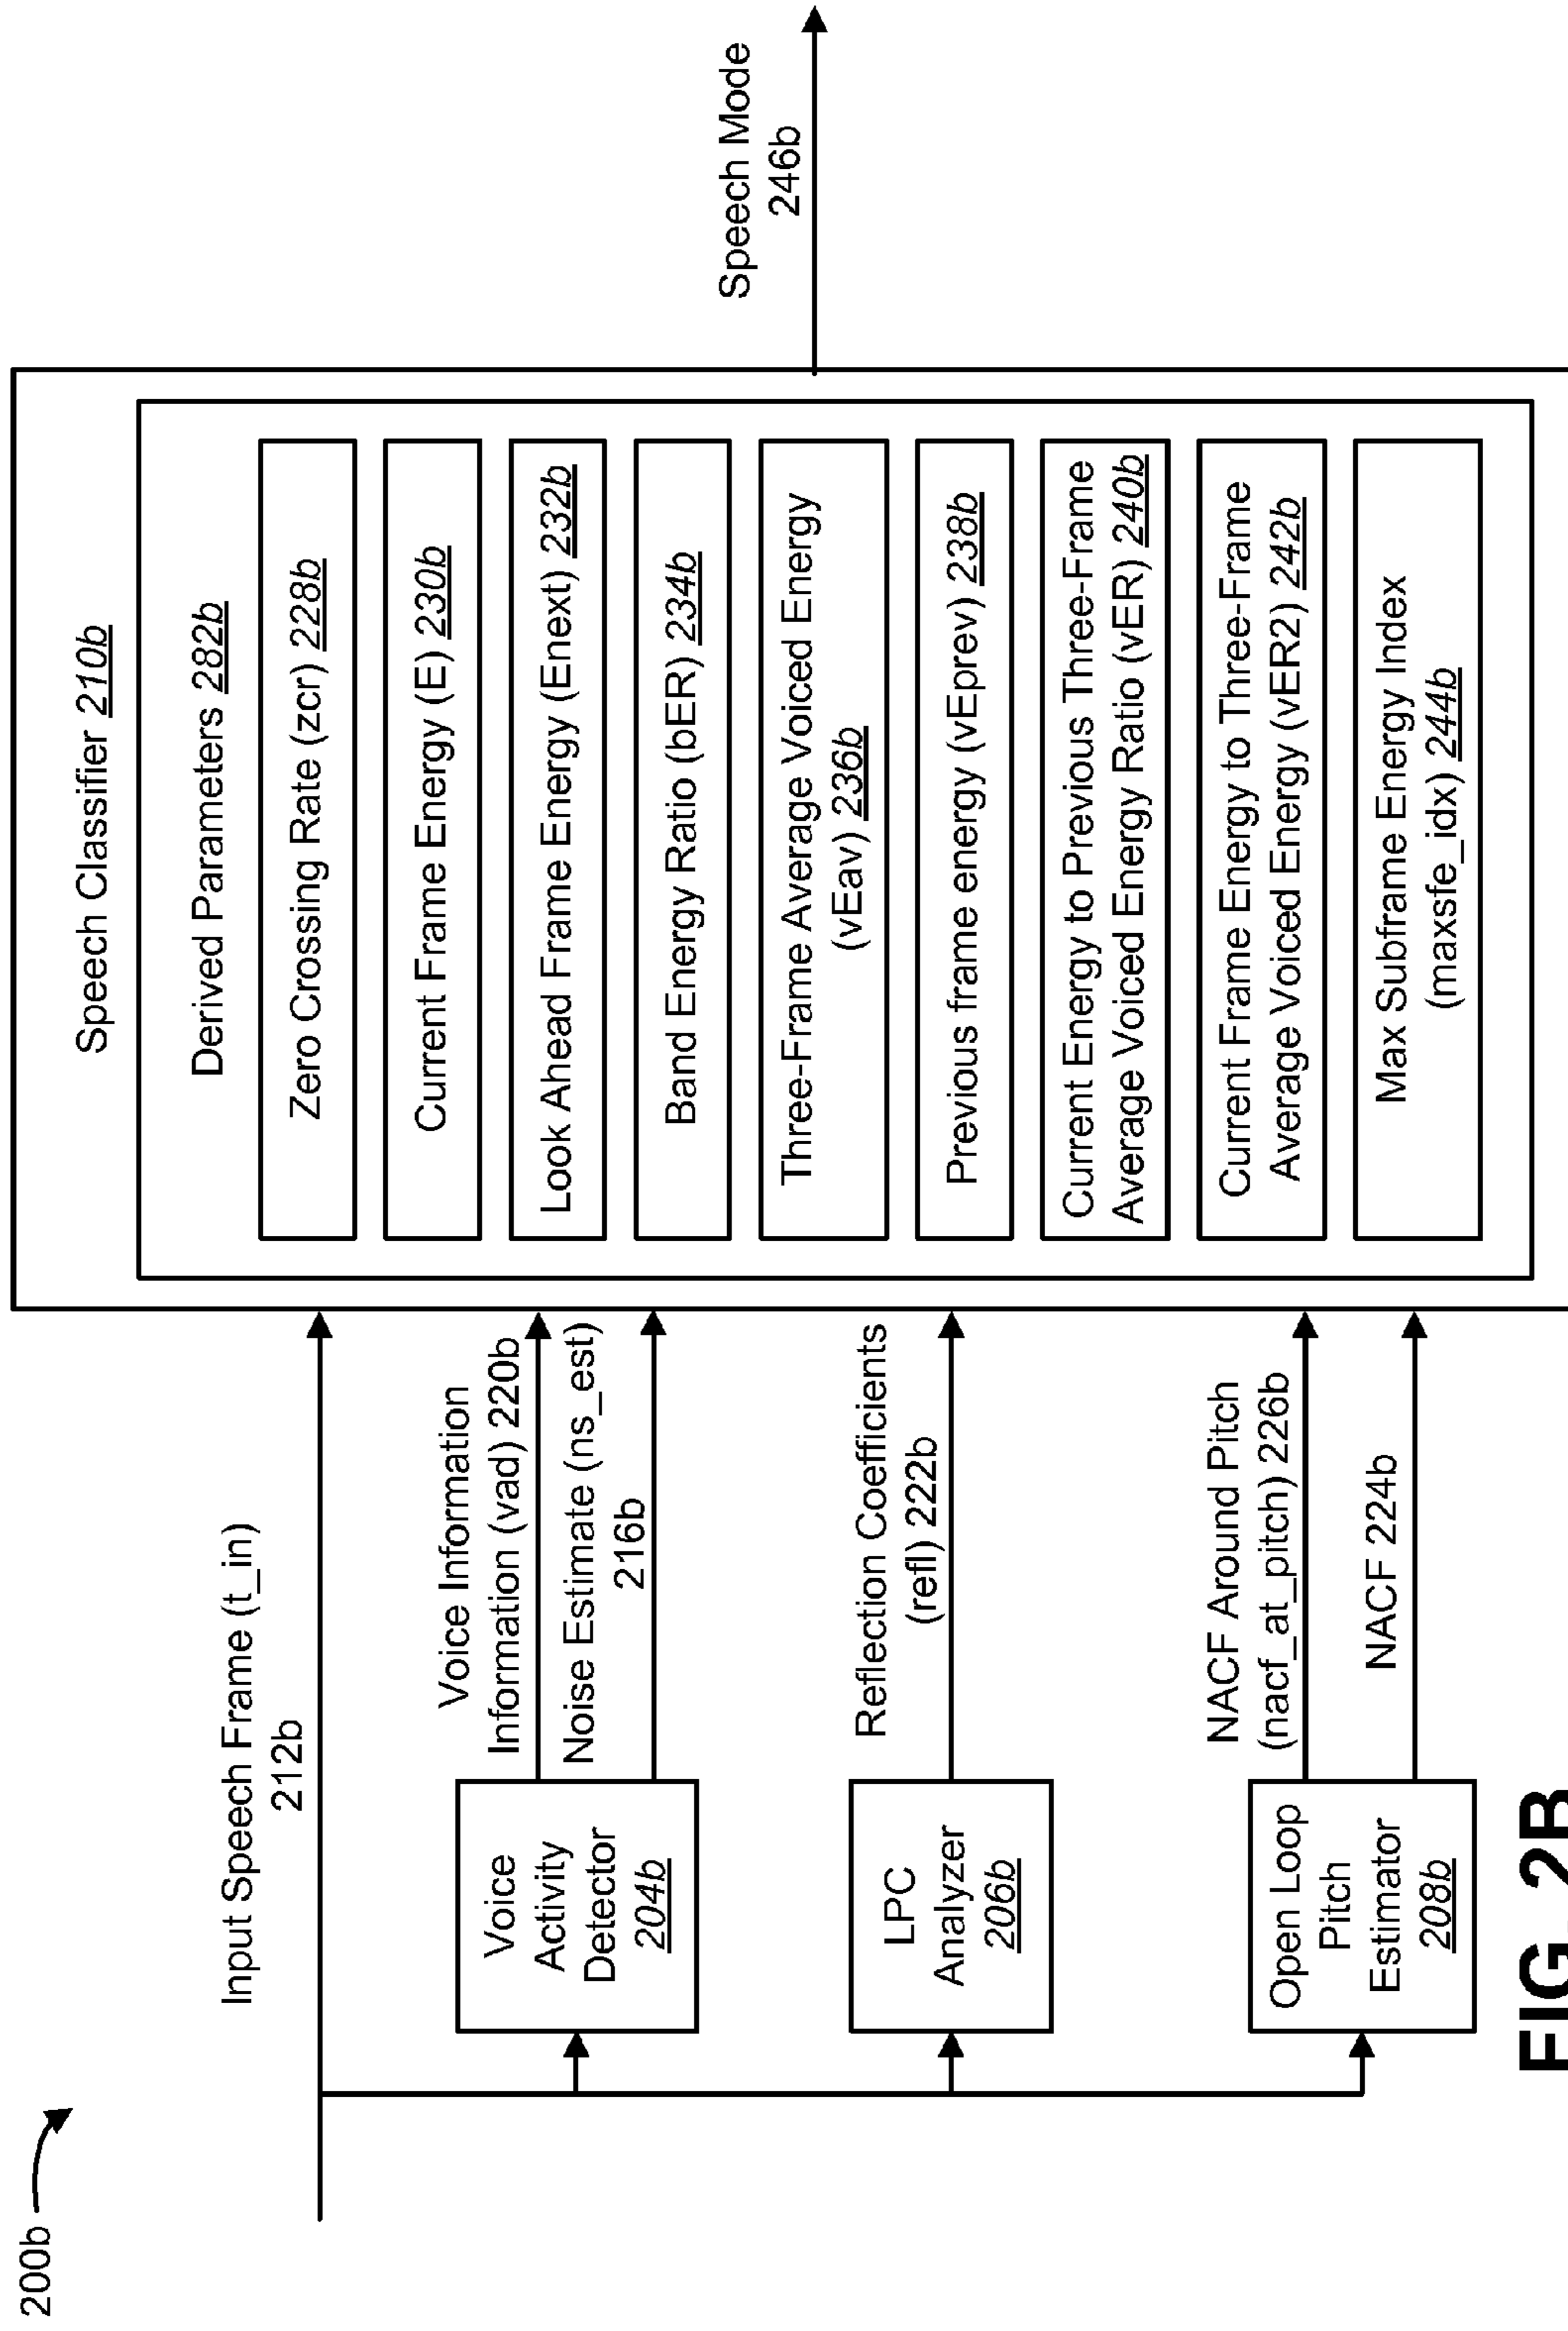 200b
Input Speech Frame (t_in)
212b
Voice
Activity
Detector
204b
Voice Information
Information (vad) 220b
Noise Estimate (ns_est)
216b
LPC
Analyzer
206b
Reflection Coefficients
(refl) 222b
Open Loop
Pitch
Estimator
208b
NACF Around Pitch
(nacf_at_pitch) 226b
NACF 224b
Speech Classifier 210b
Derived Parameters 282b
Zero Crossing Rate (zcr) 228b
Current Frame Energy (E) 230b
Look Ahead Frame Energy (Enext) 232b
Band Energy Ratio (bER) 234b
Three-Frame Average Voiced Energy
(vEav) 236b
Previous frame energy (vEprev) 238b
Current Energy to Previous Three-Frame
Average Voiced Energy Ratio (vER) 240b
Current Frame Energy to Three-Frame
Average Voiced Energy (vER2) 242b
Max Subframe Energy Index
(maxsfe_idx) 244b
Speech Mode
246b
FIG. 2B